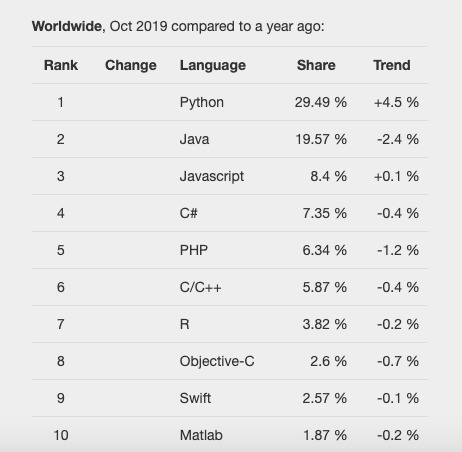 Worldwide, Oct 2019 compared to a year ago:
Rank Change Language Share Trend
1 Python 29.49 % +4.5 %
2 Java 19.57 % -2.4 %
3 Javascript 8.4 % +0.1 %
4 C# 7.35 % -0.4 %
5 PHP 6.34 % -1.2 %
6 C/C++ 5.87 % -0.4 %
7 R 3.82 % -0.2 %
8 Objective-C 2.6 % -0.7 %
9 Swift 2.57 % -0.1 %
10 Matlab 1.87 % -0.2 %